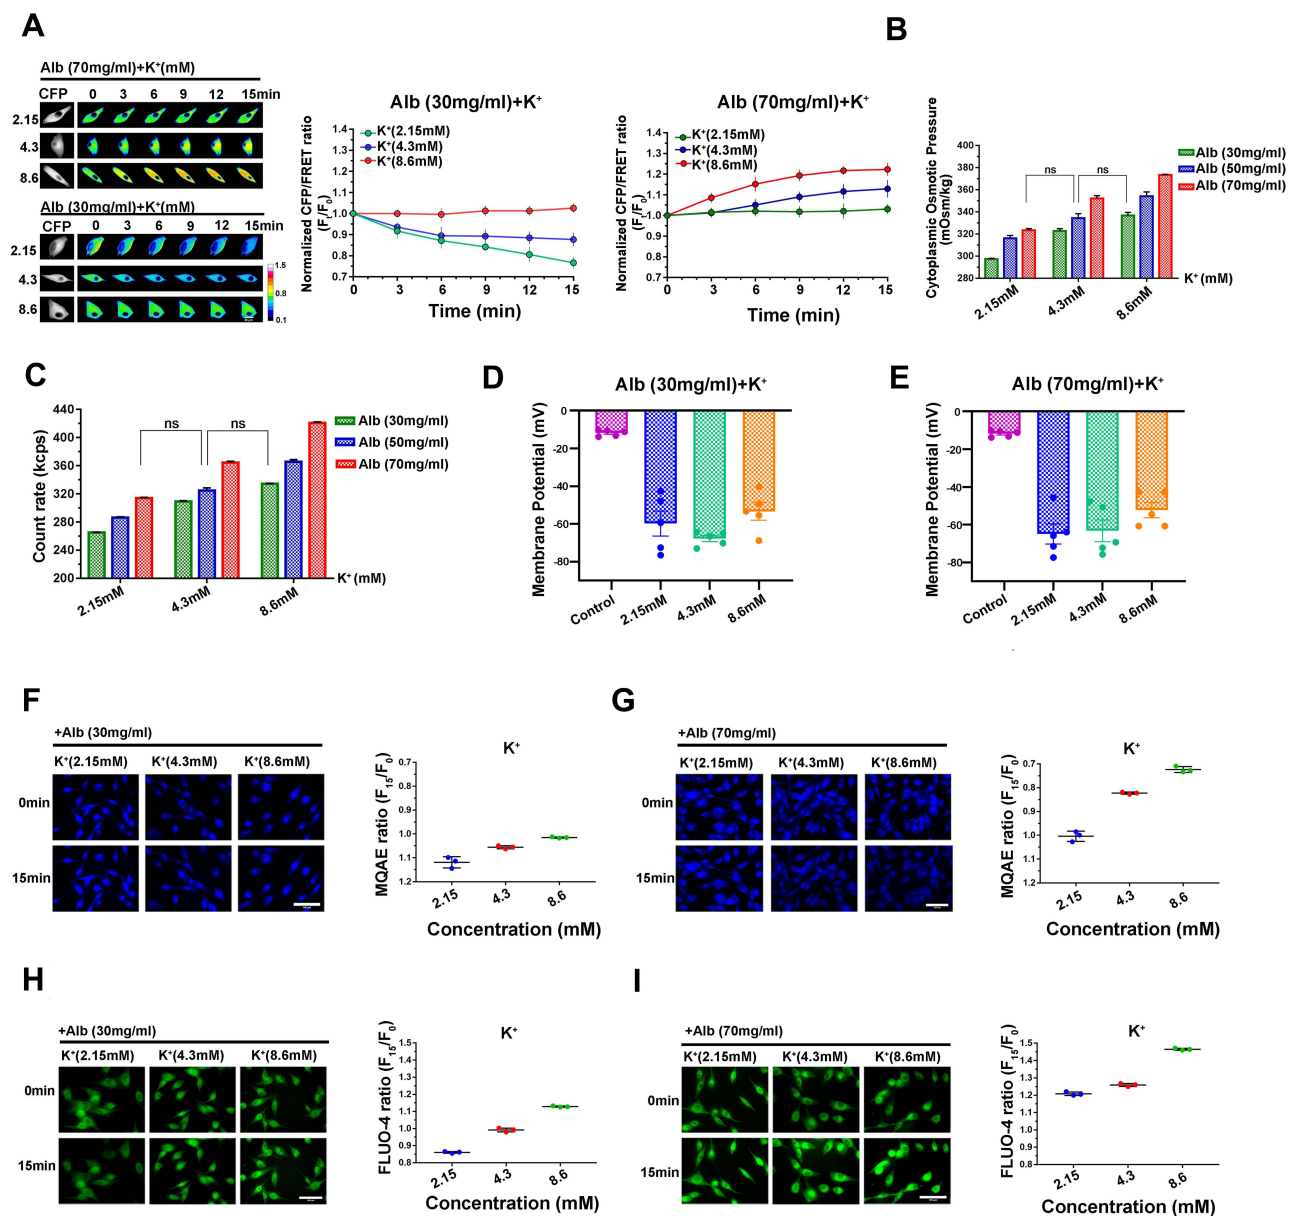 A
Alb (70mg/ml)+K⁺(mM)
CFP 0 3 6 9 12 15min
2.15
4.3
8.6
Alb (30mg/ml)+K⁺(mM)
CFP 0 3 6 9 12 15min
2.15
4.3
8.6
1.5
0.8
0.1
Alb (30mg/ml)+K⁺
Normalized CFP/FRET ratio
(F/F₀)
1.4
1.3
1.2
1.1
1.0
0.9
0.8
0.7
K⁺(2.15mM)
K⁺(4.3mM)
K⁺(8.6mM)
0 3 6 9 12 15
Time (min)
Alb (70mg/ml)+K⁺
Normalized CFP/FRET ratio
(F/F₀)
1.4
1.3
1.2
1.1
1.0
0.9
0.8
0.7
K⁺(2.15mM)
K⁺(4.3mM)
K⁺(8.6mM)
0 3 6 9 12 15
Time (min)
B
Cytoplasmic Osmotic Pressure
(mOsm/kg)
400
380
360
340
320
300
280
ns ns
Alb (30mg/ml)
Alb (50mg/ml)
Alb (70mg/ml)
2.15mM 4.3mM 8.6mM
K⁺ (mM)
C
Count rate (kcps)
440
400
360
320
280
240
200
ns ns
Alb (30mg/ml)
Alb (50mg/ml)
Alb (70mg/ml)
2.15mM 4.3mM 8.6mM
K⁺ (mM)
D
Alb (30mg/ml)+K⁺
Membrane Potential (mV)
0
-20
-40
-60
-80
Control 2.15mM 4.3mM 8.6mM
E
Alb (70mg/ml)+K⁺
Membrane Potential (mV)
0
-20
-40
-60
-80
Control 2.15mM 4.3mM 8.6mM
F
+Alb (30mg/ml)
K⁺(2.15mM) K⁺(4.3mM) K⁺(8.6mM)
0min
15min
K⁺
MQAE ratio (F₁₅/F₀)
0.7
0.8
0.9
1.0
1.1
1.2
2.15 4.3 8.6
Concentration (mM)
G
+Alb (70mg/ml)
K⁺(2.15mM) K⁺(4.3mM) K⁺(8.6mM)
0min
15min
K⁺
MQAE ratio (F₁₅/F₀)
0.7
0.8
0.9
1.0
1.1
1.2
2.15 4.3 8.6
Concentration (mM)
H
+Alb (30mg/ml)
K⁺(2.15mM) K⁺(4.3mM) K⁺(8.6mM)
0min
15min
K⁺
FLUO-4 ratio (F₁₅/F₀)
1.5
1.4
1.3
1.2
1.1
1.0
0.9
0.8
2.15 4.3 8.6
Concentration (mM)
I
+Alb (70mg/ml)
K⁺(2.15mM) K⁺(4.3mM) K⁺(8.6mM)
0min
15min
K⁺
FLUO-4 ratio (F₁₅/F₀)
1.5
1.4
1.3
1.2
1.1
1.0
0.9
0.8
2.15 4.3 8.6
Concentration (mM)